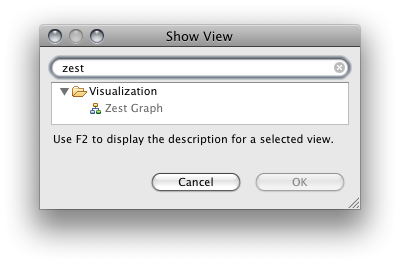 Show View
zest
Visualization
Zest Graph
Use F2 to display the description for a selected view.
Cancel
OK